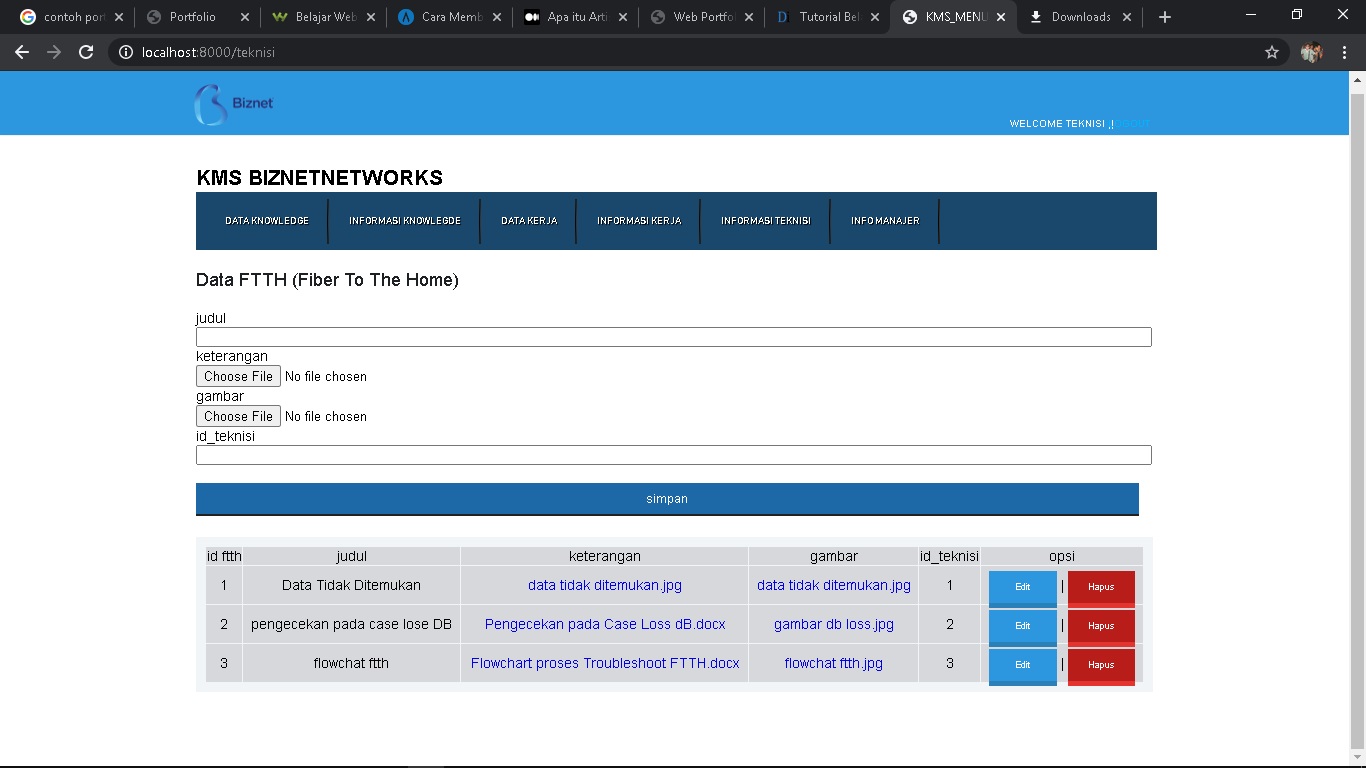 contoh port
Portfolio
Belajar Web
Cara Memb
Apa itu Arti
Web Portfo
Tutorial Bel
KMS_MENU
Downloads
localhost:8000/teknisi
Biznet
WELCOME TEKNISI ,| LOGOUT
KMS BIZNETNETWORKS
DATA KNOWLEDGE INFORMASI KNOWLEGDE DATA KERJA INFORMASI KERJA INFORMASI TEKNISI INFO MANAJER
Data FTTH (Fiber To The Home)
judul
keterangan
Choose File No file chosen
gambar
Choose File No file chosen
id_teknisi
simpan
id ftth judul keterangan gambar id_teknisi opsi
1 Data Tidak Ditemukan data tidak ditemukan.jpg data tidak ditemukan.jpg 1 Edit | Hapus
2 pengecekan pada case lose DB Pengecekan pada Case Loss dB.docx gambar db loss.jpg 2 Edit | Hapus
3 flowchat ftth Flowchart proses Troubleshoot FTTH.docx flowchat ftth.jpg 3 Edit | Hapus